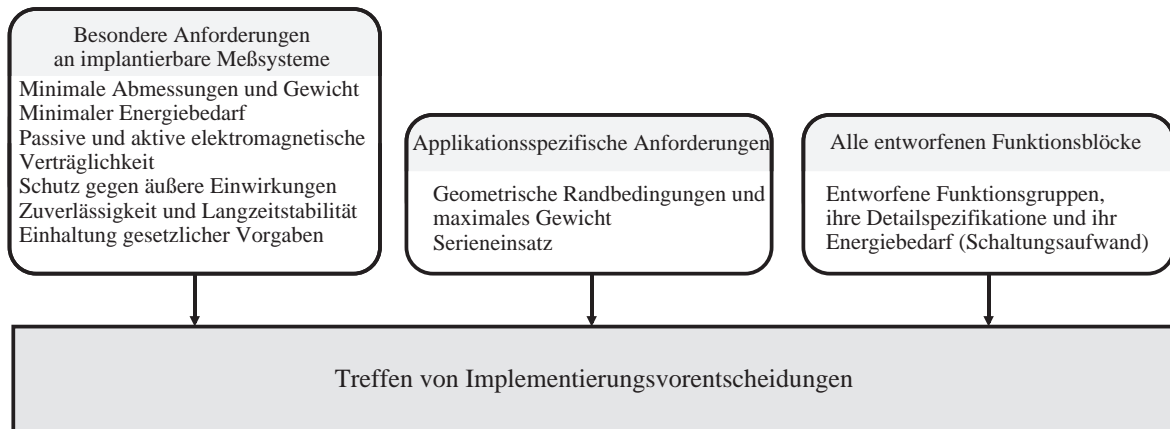 Besondere Anforderungen
an implantierbare Meßsysteme
Minimale Abmessungen und Gewicht
Minimaler Energiebedarf
Passive und aktive elektromagnetische
Verträglichkeit
Schutz gegen äußere Einwirkungen
Zuverlässigkeit und Langzeitstabilität
Einhaltung gesetzlicher Vorgaben
Applikationsspezifische Anforderungen
Geometrische Randbedingungen und
maximales Gewicht
Serieneinsatz
Alle entworfenen Funktionsblöcke
Entworfene Funktionsgruppen,
ihre Detailspezifikatione und ihr
Energiebedarf (Schaltungsaufwand)
Treffen von Implementierungsvorentscheidungen